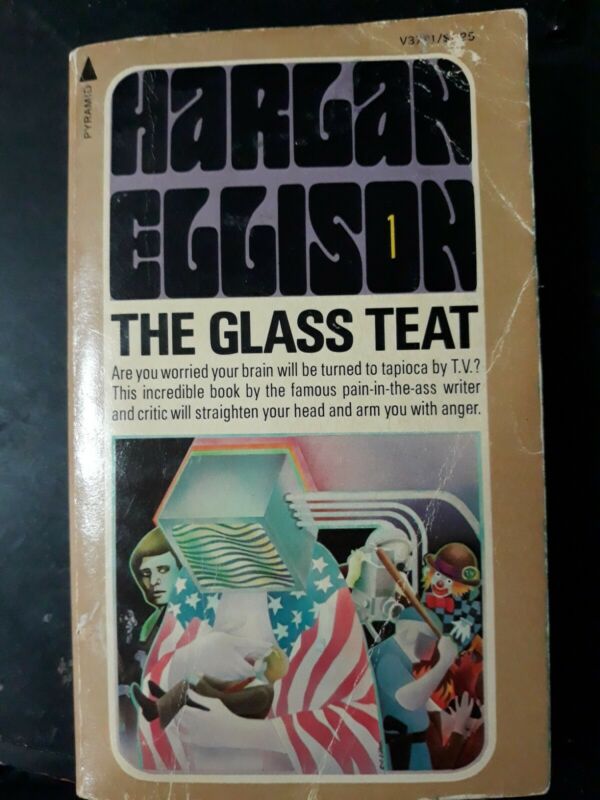 PYRAMID
HARLAN
ELLISON
1
THE GLASS TEAT
Are you worried your brain will be turned to tapioca by T.V.?
This incredible book by the famous pain-in-the-ass writer
and critic will straighten your head and arm you with anger.